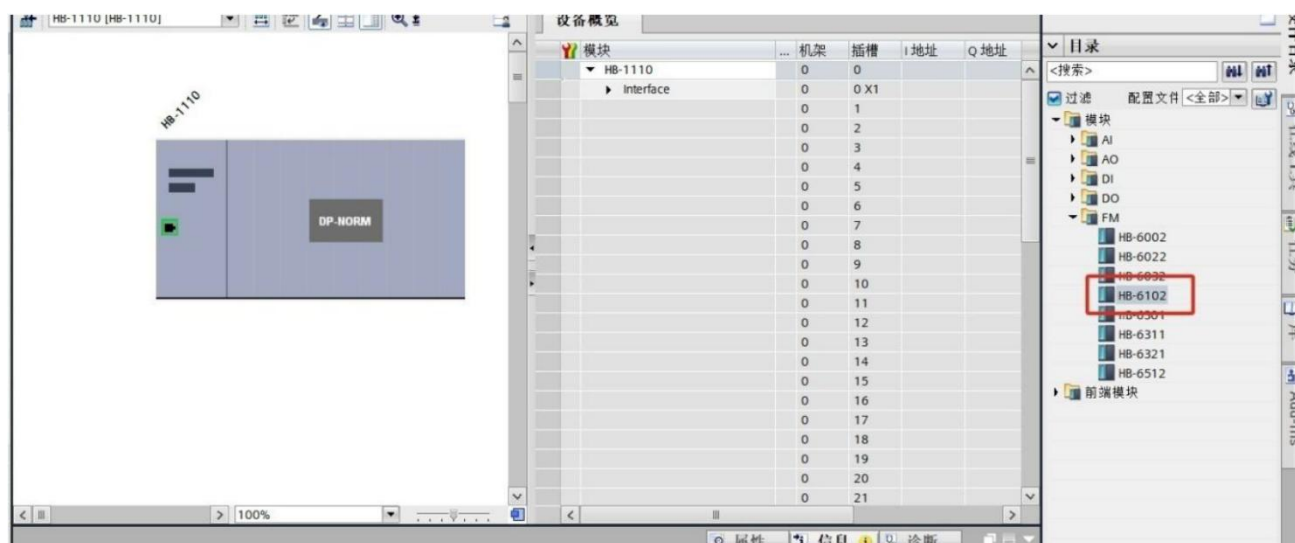 HB-1110 [HB-1110]
HB-1110
DP-NORM
100%
设备概览
模块 ... 机架 插槽 I 地址 Q 地址
HB-1110 0 0
Interface 0 0 X1
0 1
0 2
0 3
0 4
0 5
0 6
0 7
0 8
0 9
0 10
0 11
0 12
0 13
0 14
0 15
0 16
0 17
0 18
0 19
0 20
0 21
属性 信息 诊断
目录
<搜索>
过滤 配置文件 <全部>
模块
AI
AO
DI
DO
FM
HB-6002
HB-6022
HB-6032
HB-6102
HB-6301
HB-6311
HB-6321
HB-6512
前端模块
Add-Ins